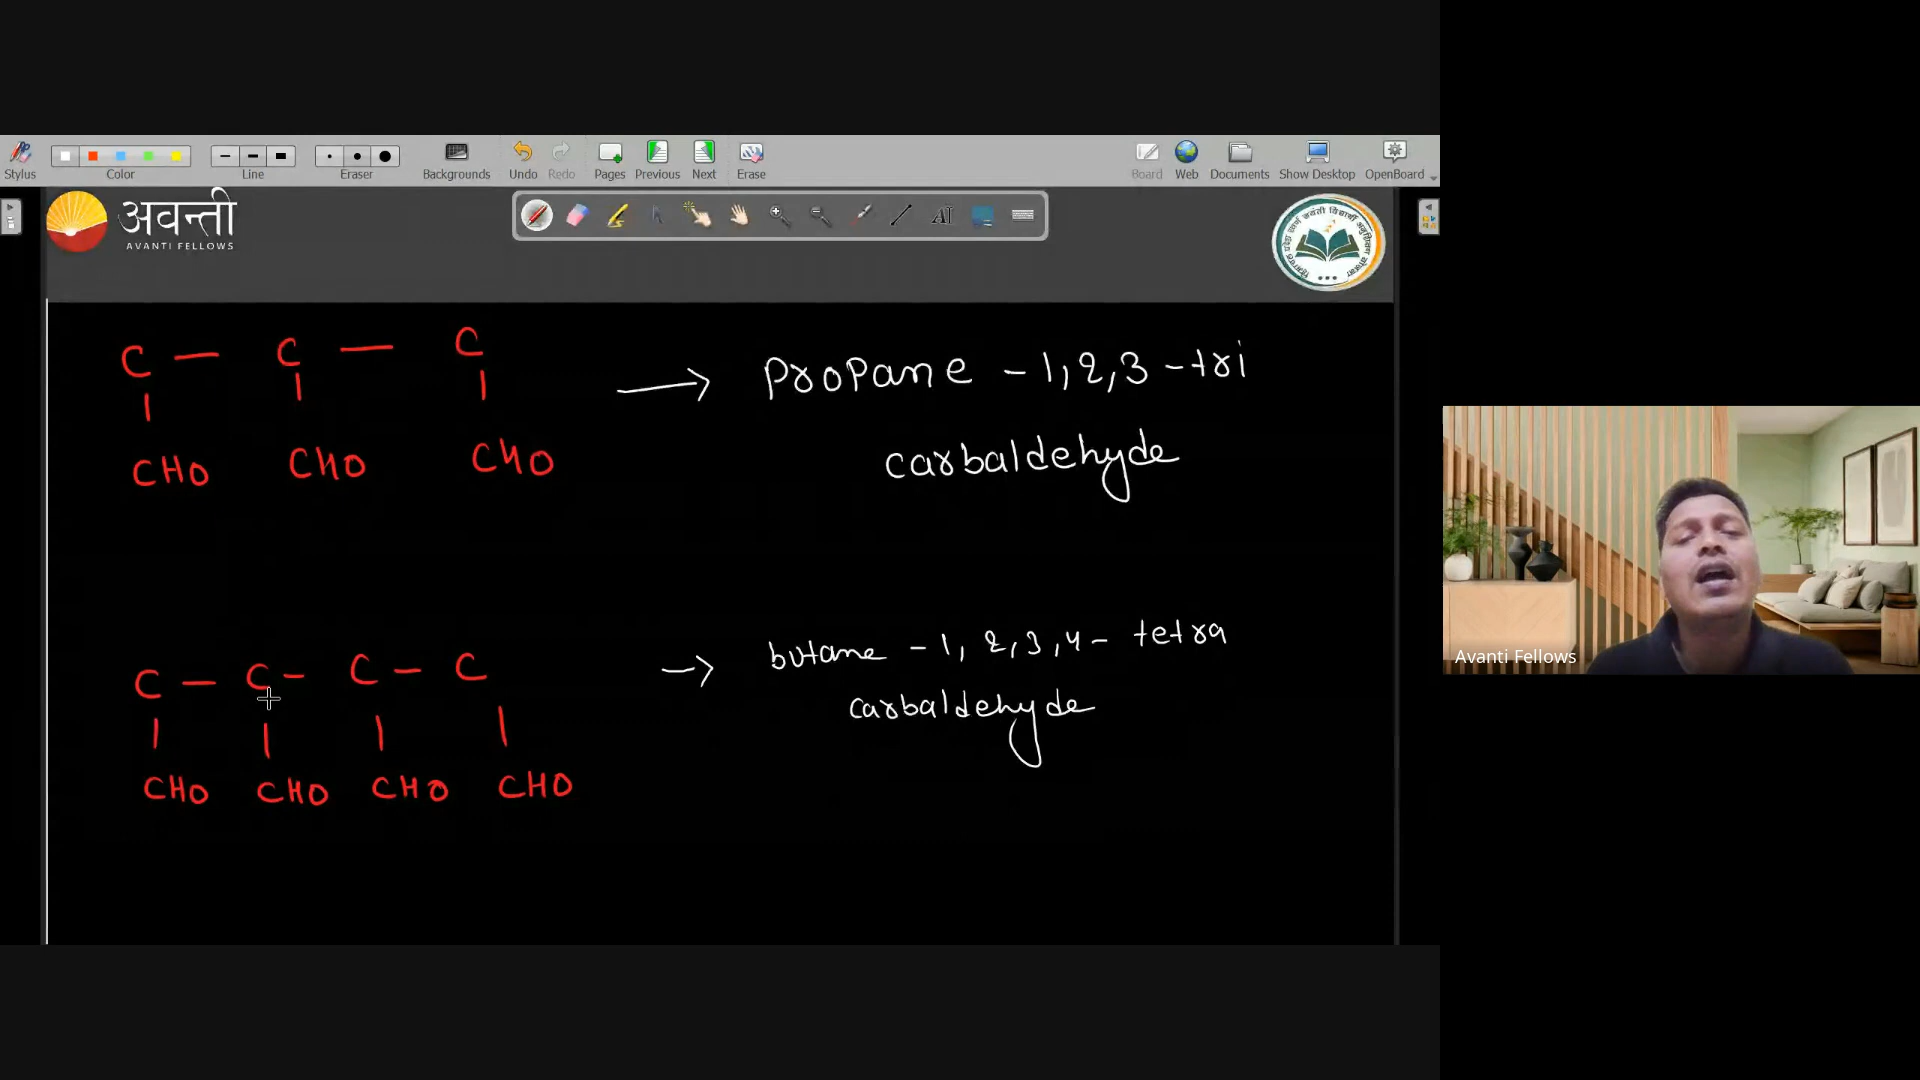 Stylus
Color
Line
Eraser
Backgrounds
Undo
Redo
Pages
Previous
Next
Erase
Board
Web
Documents
Show Desktop
OpenBoard
अवन्ती
AVANTI FELLOWS
C — C — C
CHO CHO CHO
→ Propane - 1,2,3 - tri
carbaldehyde
C — C - C - C
CHO CHO CHO CHO
→ butane - 1, 2,3,4 - tetra
carbaldehyde
Avanti Fellows